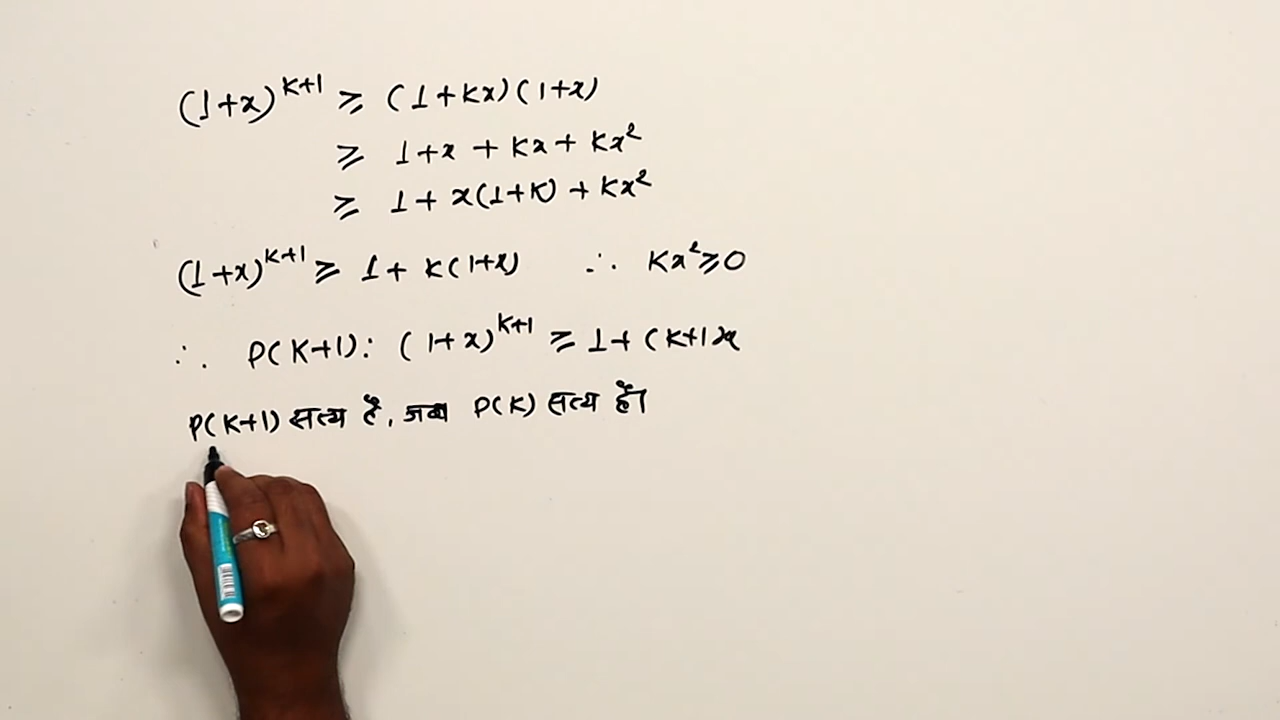 (1+x)^{k+1} ≥ (1+kx)(1+x)
≥ 1+x + kx + kx²
≥ 1 + x(1+k) + kx²
(1+x)^{k+1} ≥ 1 + k(1+x) ∴ kx² ≥ 0
∴ P(k+1): (1+x)^{k+1} ≥ 1 + (k+1)x
P(k+1) सत्य है, जब P(k) सत्य है।